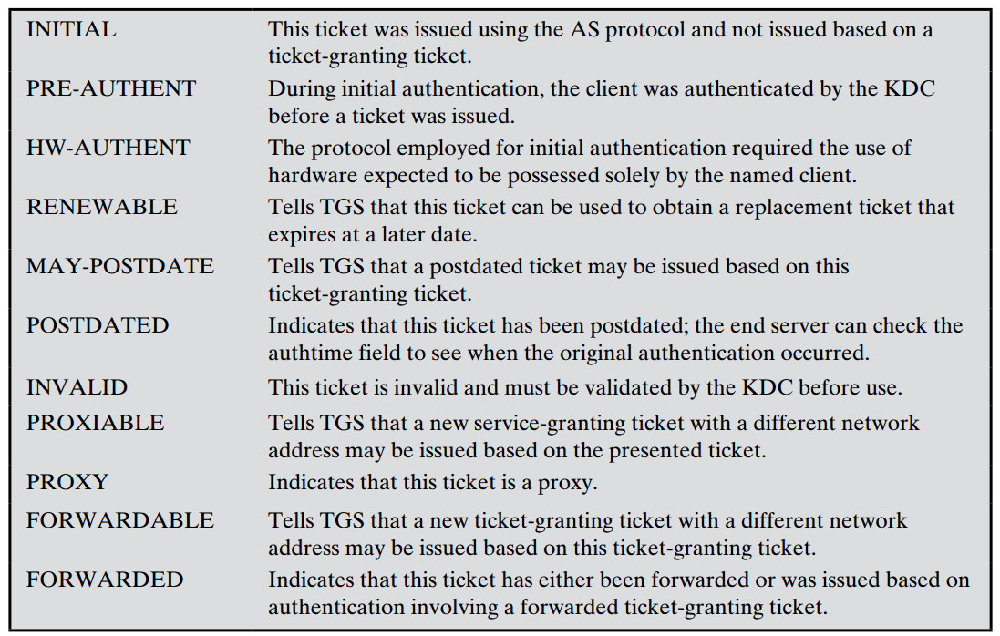 INITIAL This ticket was issued using the AS protocol and not issued based on a
ticket-granting ticket.
PRE-AUTHENT During initial authentication, the client was authenticated by the KDC
before a ticket was issued.
HW-AUTHENT The protocol employed for initial authentication required the use of
hardware expected to be possessed solely by the named client.
RENEWABLE Tells TGS that this ticket can be used to obtain a replacement ticket that
expires at a later date.
MAY-POSTDATE Tells TGS that a postdated ticket may be issued based on this
ticket-granting ticket.
POSTDATED Indicates that this ticket has been postdated; the end server can check the
authtime field to see when the original authentication occurred.
INVALID This ticket is invalid and must be validated by the KDC before use.
PROXIABLE Tells TGS that a new service-granting ticket with a different network
address may be issued based on the presented ticket.
PROXY Indicates that this ticket is a proxy.
FORWARDABLE Tells TGS that a new ticket-granting ticket with a different network
address may be issued based on this ticket-granting ticket.
FORWARDED Indicates that this ticket has either been forwarded or was issued based on
authentication involving a forwarded ticket-granting ticket.